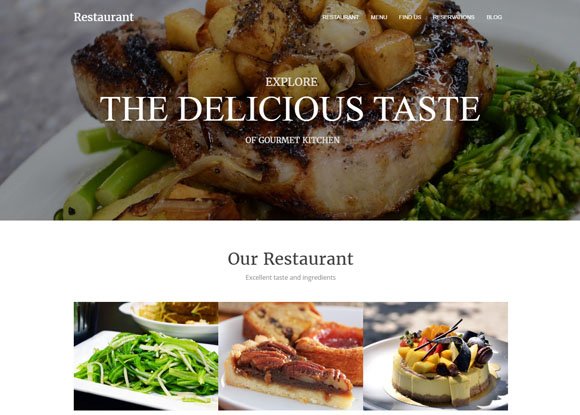 Restaurant
RESTAURANT MENU FIND US RESERVATIONS BLOG
EXPLORE
THE DELICIOUS TASTE
OF GOURMET KITCHEN
Our Restaurant
Excellent taste and ingredients